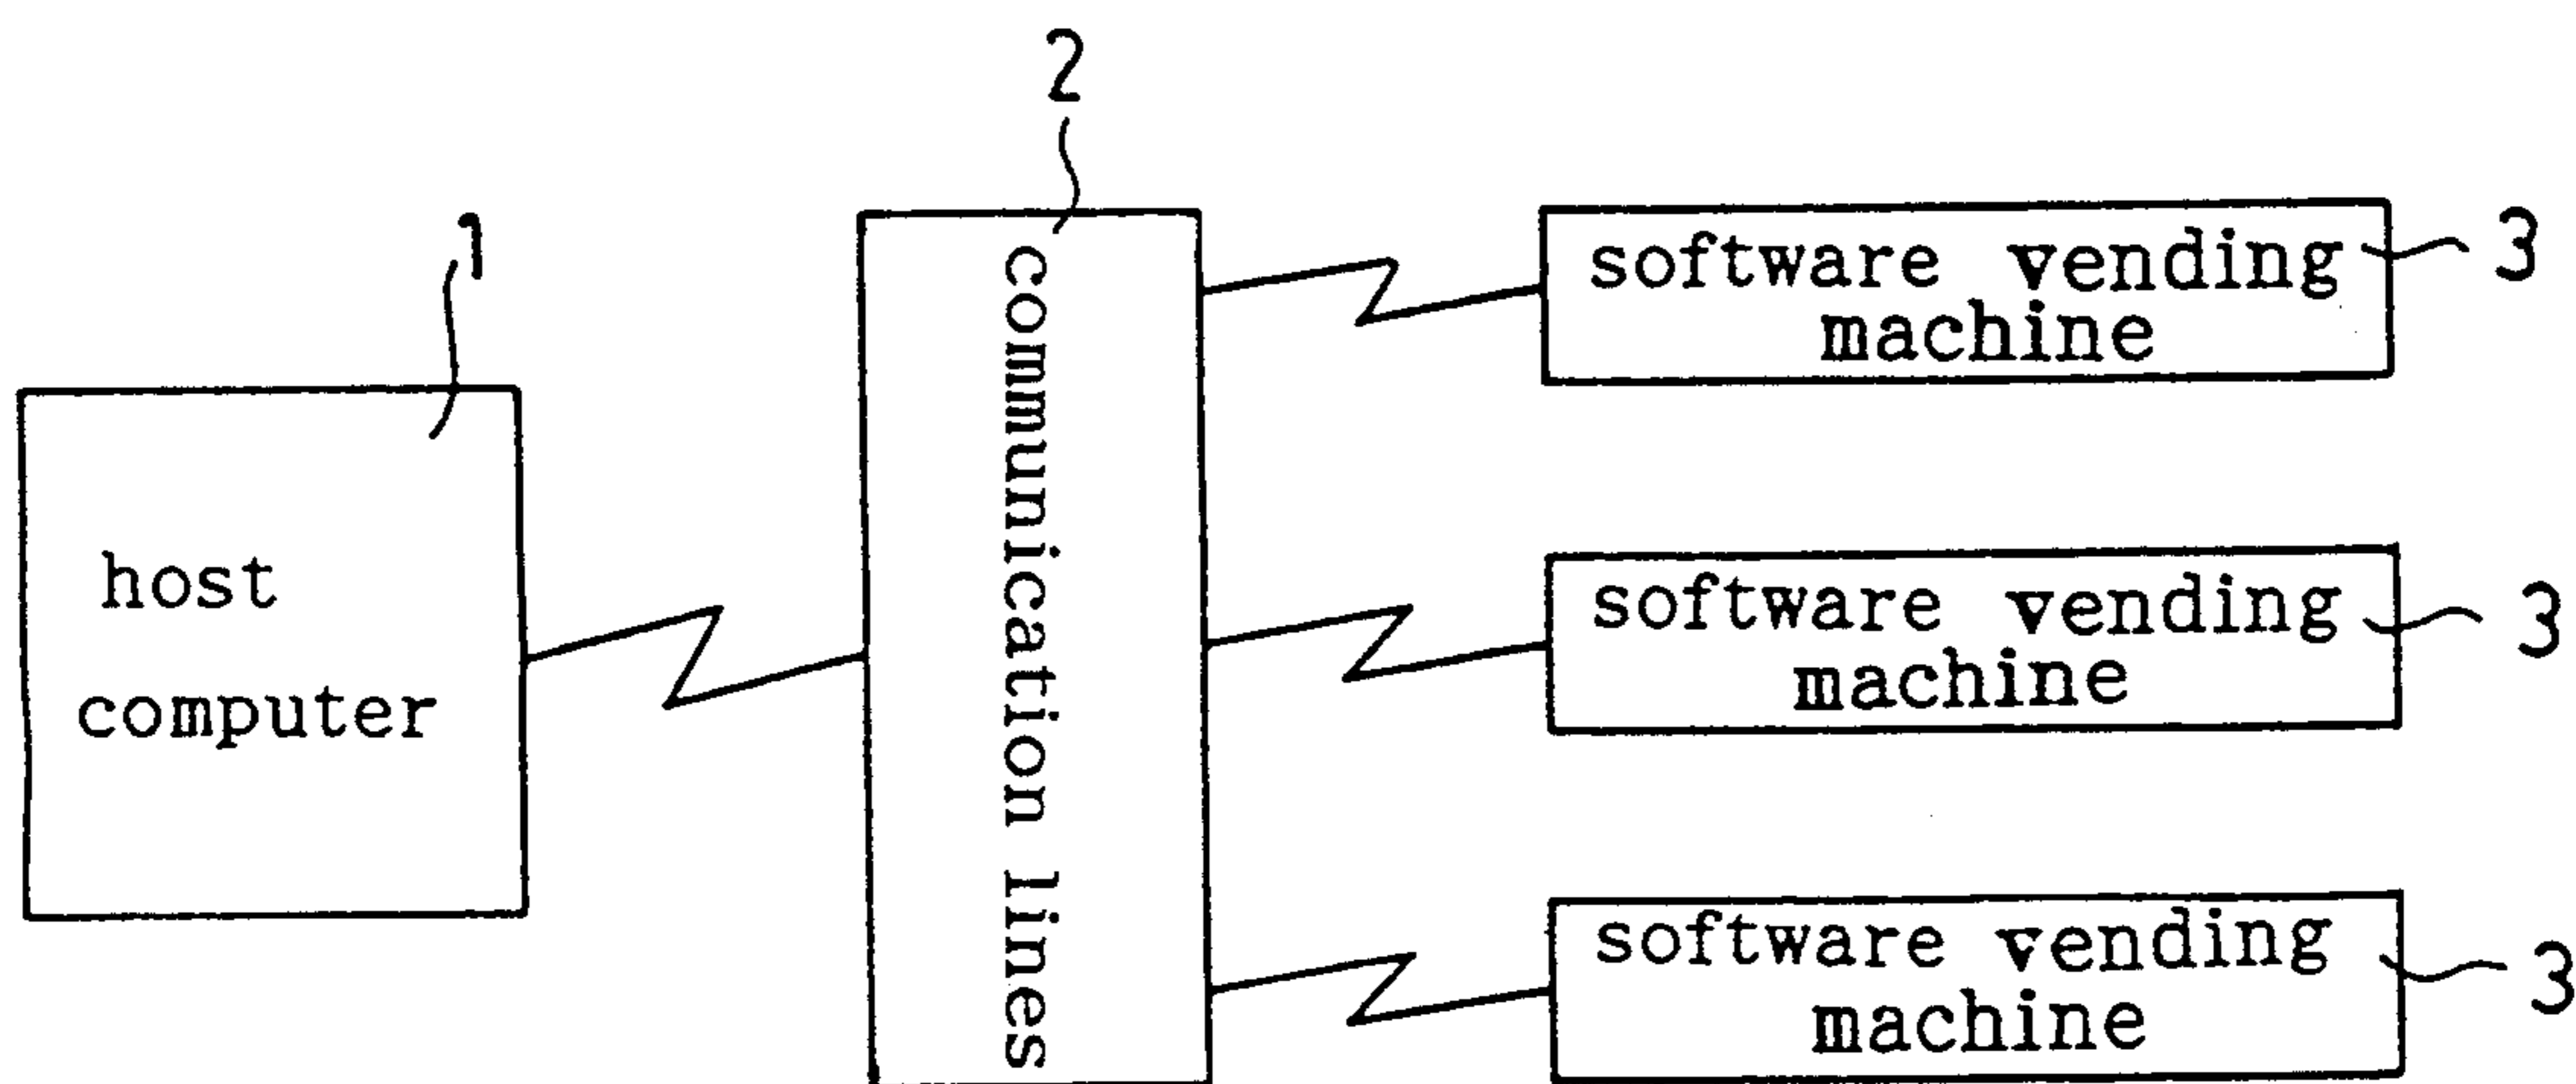 1
host
computer
2
communication lines
software vending
machine
3
software vending
machine
3
software vending
machine
3